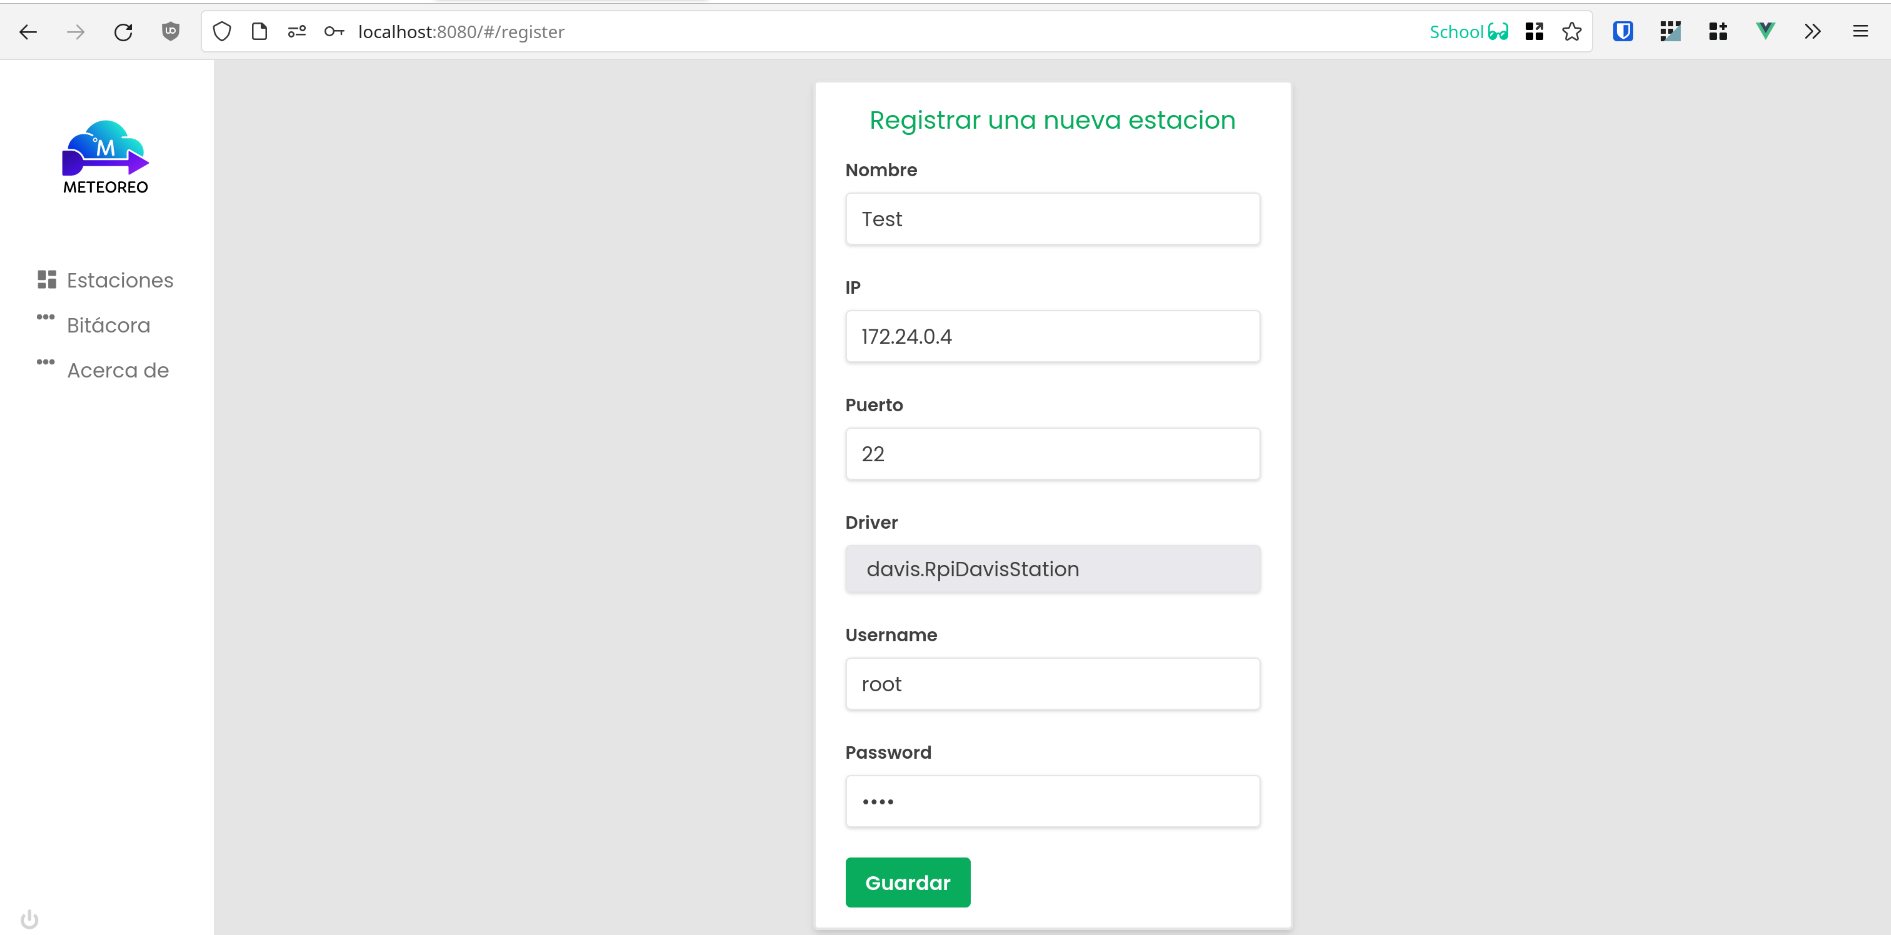 localhost:8080/#/register
School
°M
METEOREO
Estaciones
Bitácora
Acerca de
Registrar una nueva estacion
Nombre
Test
IP
172.24.0.4
Puerto
22
Driver
davis.RpiDavisStation
Username
root
Password
••••
Guardar